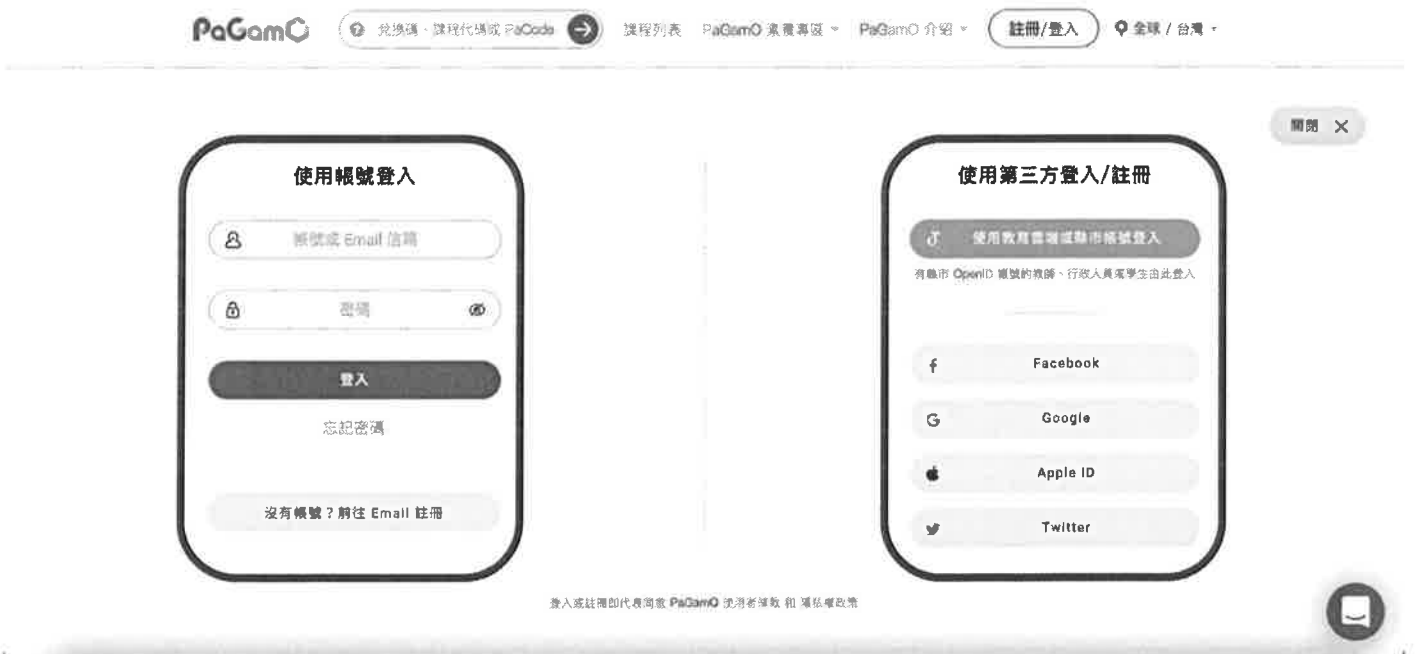 PaGamO 兌換碼、課程代碼或 PaCode 課程列表 PaGamO 素養專區 PaGamO 介紹 註冊/登入 全球 / 台灣
關閉 X
使用帳號登入
帳號或 Email 信箱
密碼
登入
忘記密碼
沒有帳號？前往 Email 註冊
使用第三方登入/註冊
使用教育雲端或縣市帳號登入
有縣市 OpenID 帳號的教師、行政人員或學生由此登入
Facebook
Google
Apple ID
Twitter
登入或註冊即代表同意 PaGamO 使用者條款 和 隱私權政策